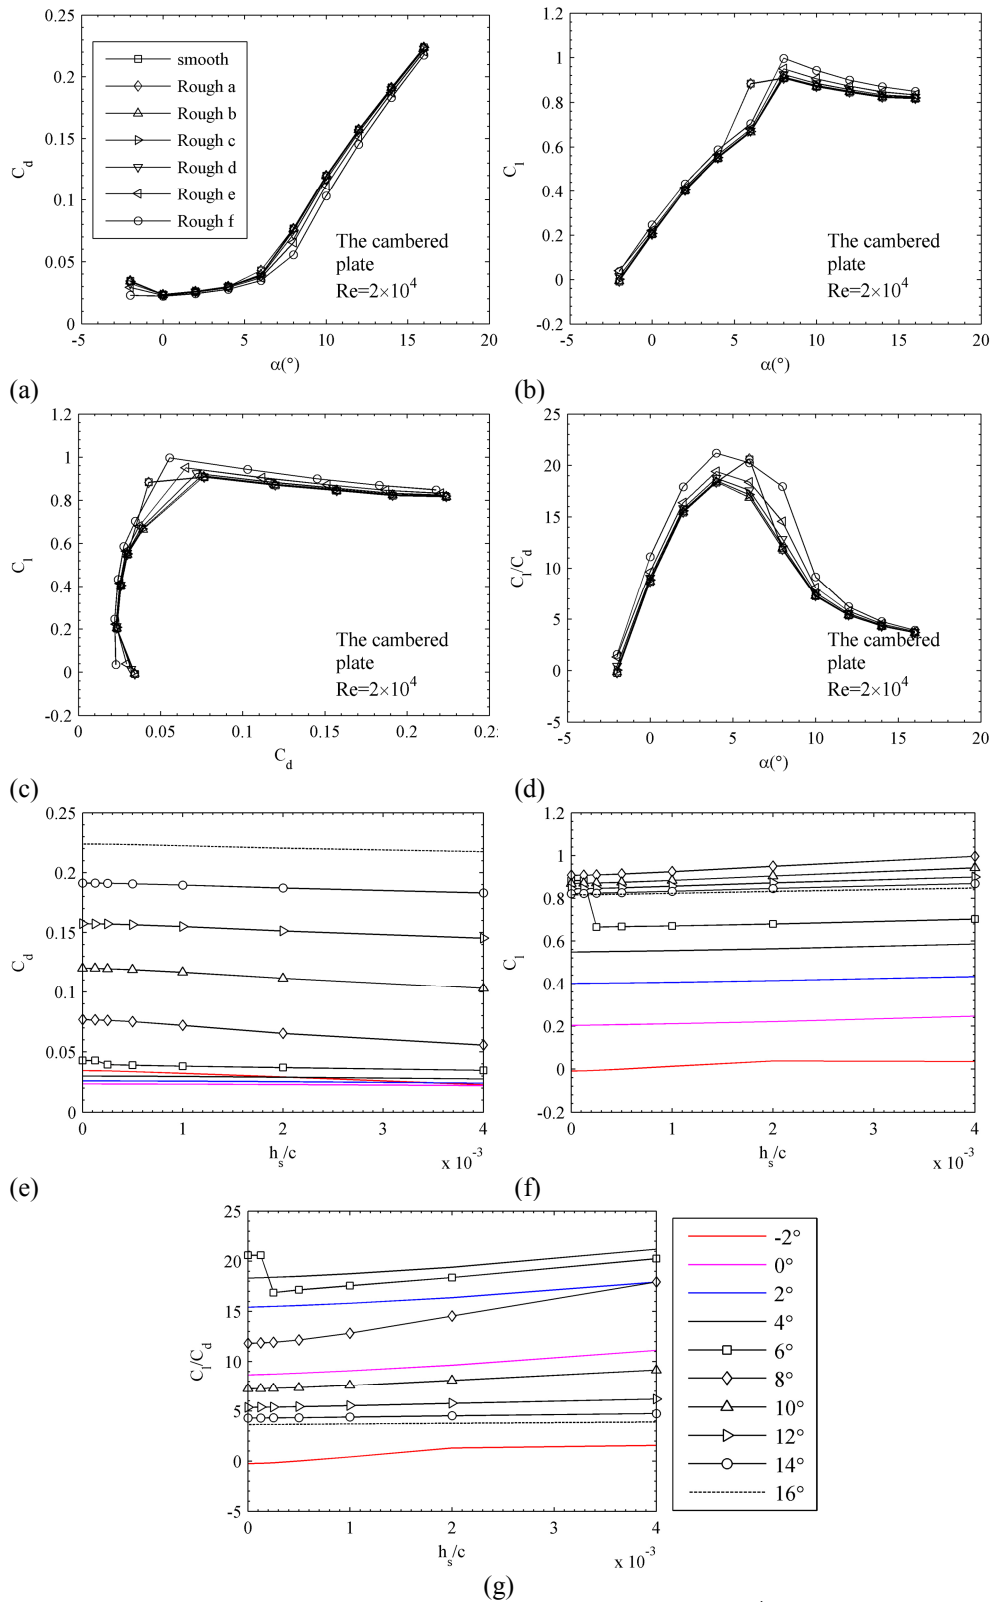 0.25
0.2
0.15
0.1
0.05
0
-5
0
5
10
15
20
C_d
α(°)
smooth
Rough a
Rough b
Rough c
Rough d
Rough e
Rough f
The cambered
plate
Re=2×10^4
(a)
1.2
1
0.8
0.6
0.4
0.2
0
-0.2
-5
0
5
10
15
20
C_l
α(°)
The cambered
plate
Re=2×10^4
(b)
1.2
1
0.8
0.6
0.4
0.2
0
-0.2
0
0.05
0.1
0.15
0.2
0.2
C_l
C_d
The cambered
plate
Re=2×10^4
(c)
25
20
15
10
5
0
-5
-5
0
5
10
15
20
C_l/C_d
α(°)
The cambered
plate
Re=2×10^4
(d)
0.25
0.2
0.15
0.1
0.05
0
0
1
2
3
4
C_d
h_s/c
x 10^-3
(e)
1.2
1
0.8
0.6
0.4
0.2
0
-0.2
0
1
2
3
4
C_l
h_s/c
x 10^-3
(f)
25
20
15
10
5
0
-5
0
1
2
3
4
C_l/C_d
h_s/c
x 10^-3
-2°
0°
2°
4°
6°
8°
10°
12°
14°
16°
(g)